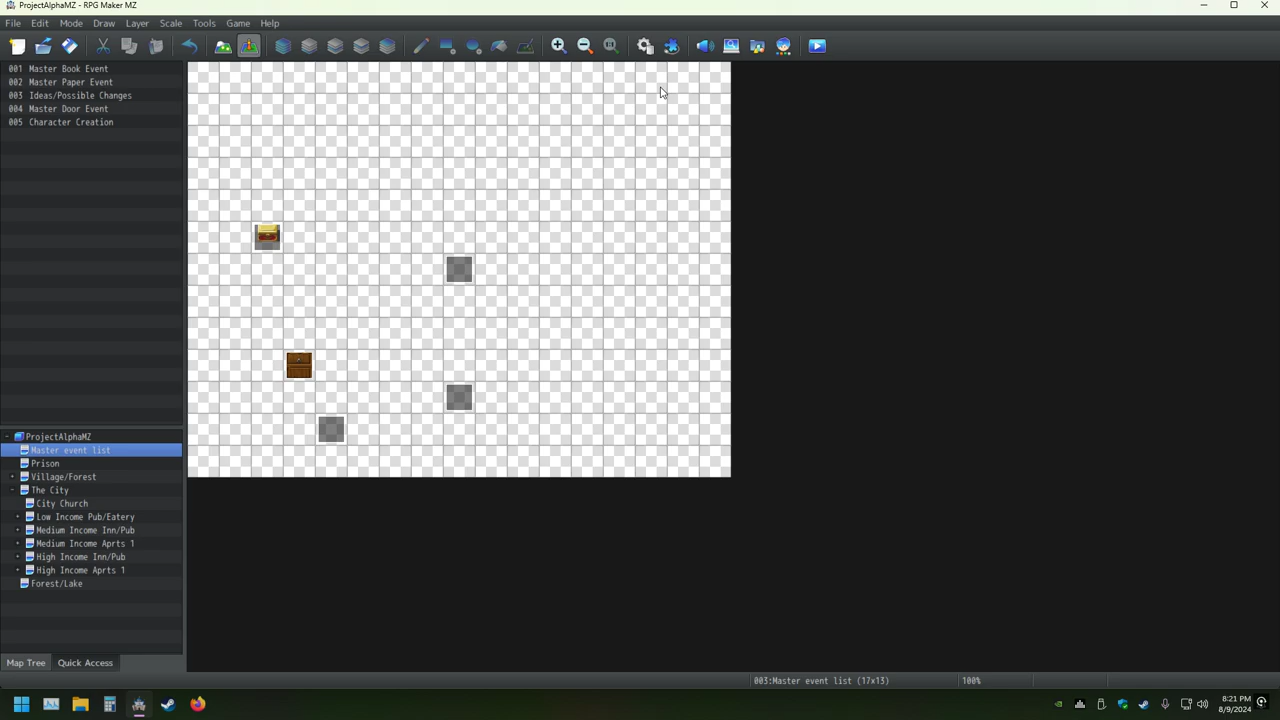 ProjectAlphaMZ - RPG Maker MZ
File Edit Mode Draw Layer Scale Tools Game Help
001 Master Book Event
002 Master Paper Event
003 Ideas/Possible Changes
004 Master Door Event
005 Character Creation
ProjectAlphaMZ
Master event list
Prison
Village/Forest
The City
City Church
Low Income Pub/Eatery
Medium Income Inn/Pub
Medium Income Aprts 1
High Income Inn/Pub
High Income Aprts 1
Forest/Lake
Map Tree Quick Access
003:Master event list (17x13) 100%
8:21 PM
8/9/2024